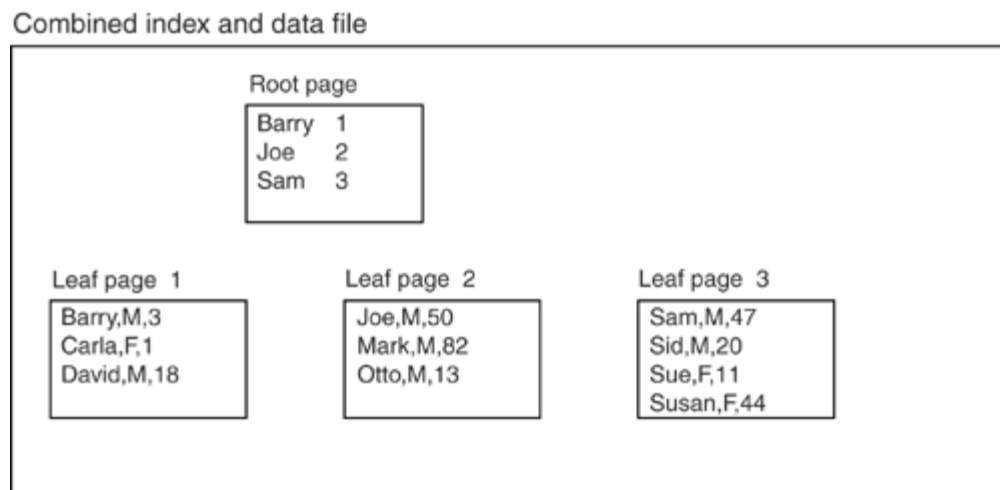 Combined index and data file
Root page
Barry 1
Joe 2
Sam 3
Leaf page 1
Barry,M,3
Carla,F,1
David,M,18
Leaf page 2
Joe,M,50
Mark,M,82
Otto,M,13
Leaf page 3
Sam,M,47
Sid,M,20
Sue,F,11
Susan,F,44